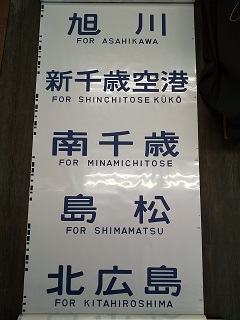 旭川
FOR ASAHIKAWA
新千歳空港
FOR SHINCHITOSE KŪKŌ
南千歳
FOR MINAMICHITOSE
島松
FOR SHIMAMATSU
北広島
FOR KITAHIROSHIMA